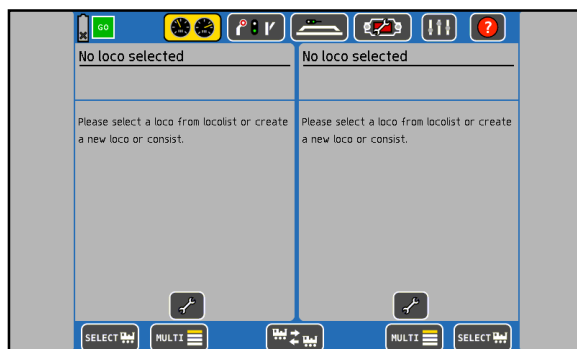 GO
No loco selected
Please select a loco from locolist or create
a new loco or consist.
No loco selected
Please select a loco from locolist or create
a new loco or consist.
?
SELECT
MULTI
MULTI
SELECT